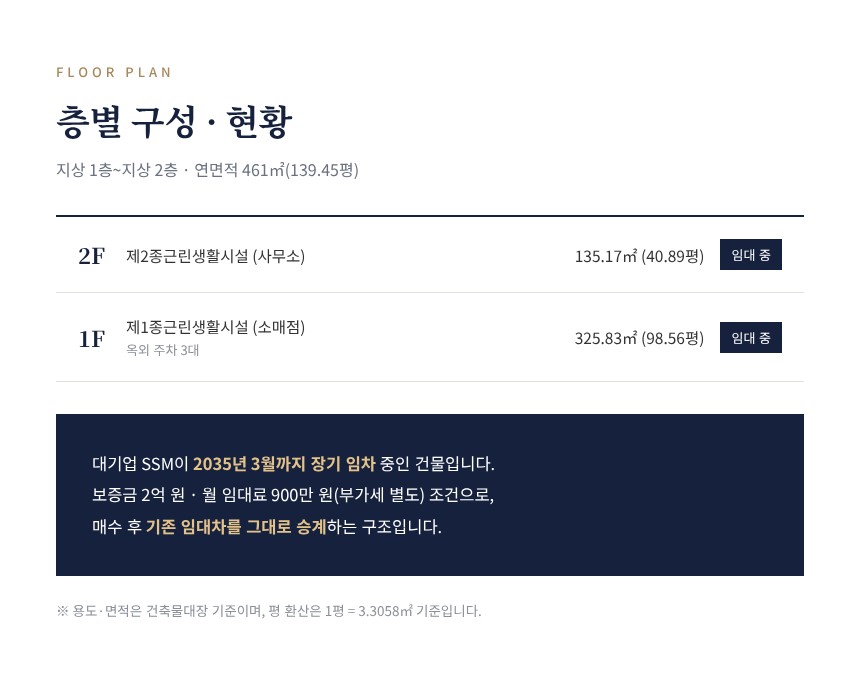 FLOOR PLAN
층별 구성 · 현황
지상 1층~지상 2층 · 연면적 461㎡(139.45평)
2F 제2종근린생활시설 (사무소) 135.17㎡ (40.89평) 임대 중
1F 제1종근린생활시설 (소매점) 325.83㎡ (98.56평) 임대 중
옥외 주차 3대
대기업 SSM이 2035년 3월까지 장기 임차 중인 건물입니다.
보증금 2억 원 · 월 임대료 900만 원(부가세 별도) 조건으로,
매수 후 기존 임대차를 그대로 승계하는 구조입니다.
※ 용도·면적은 건축물대장 기준이며, 평 환산은 1평 = 3.3058㎡ 기준입니다.